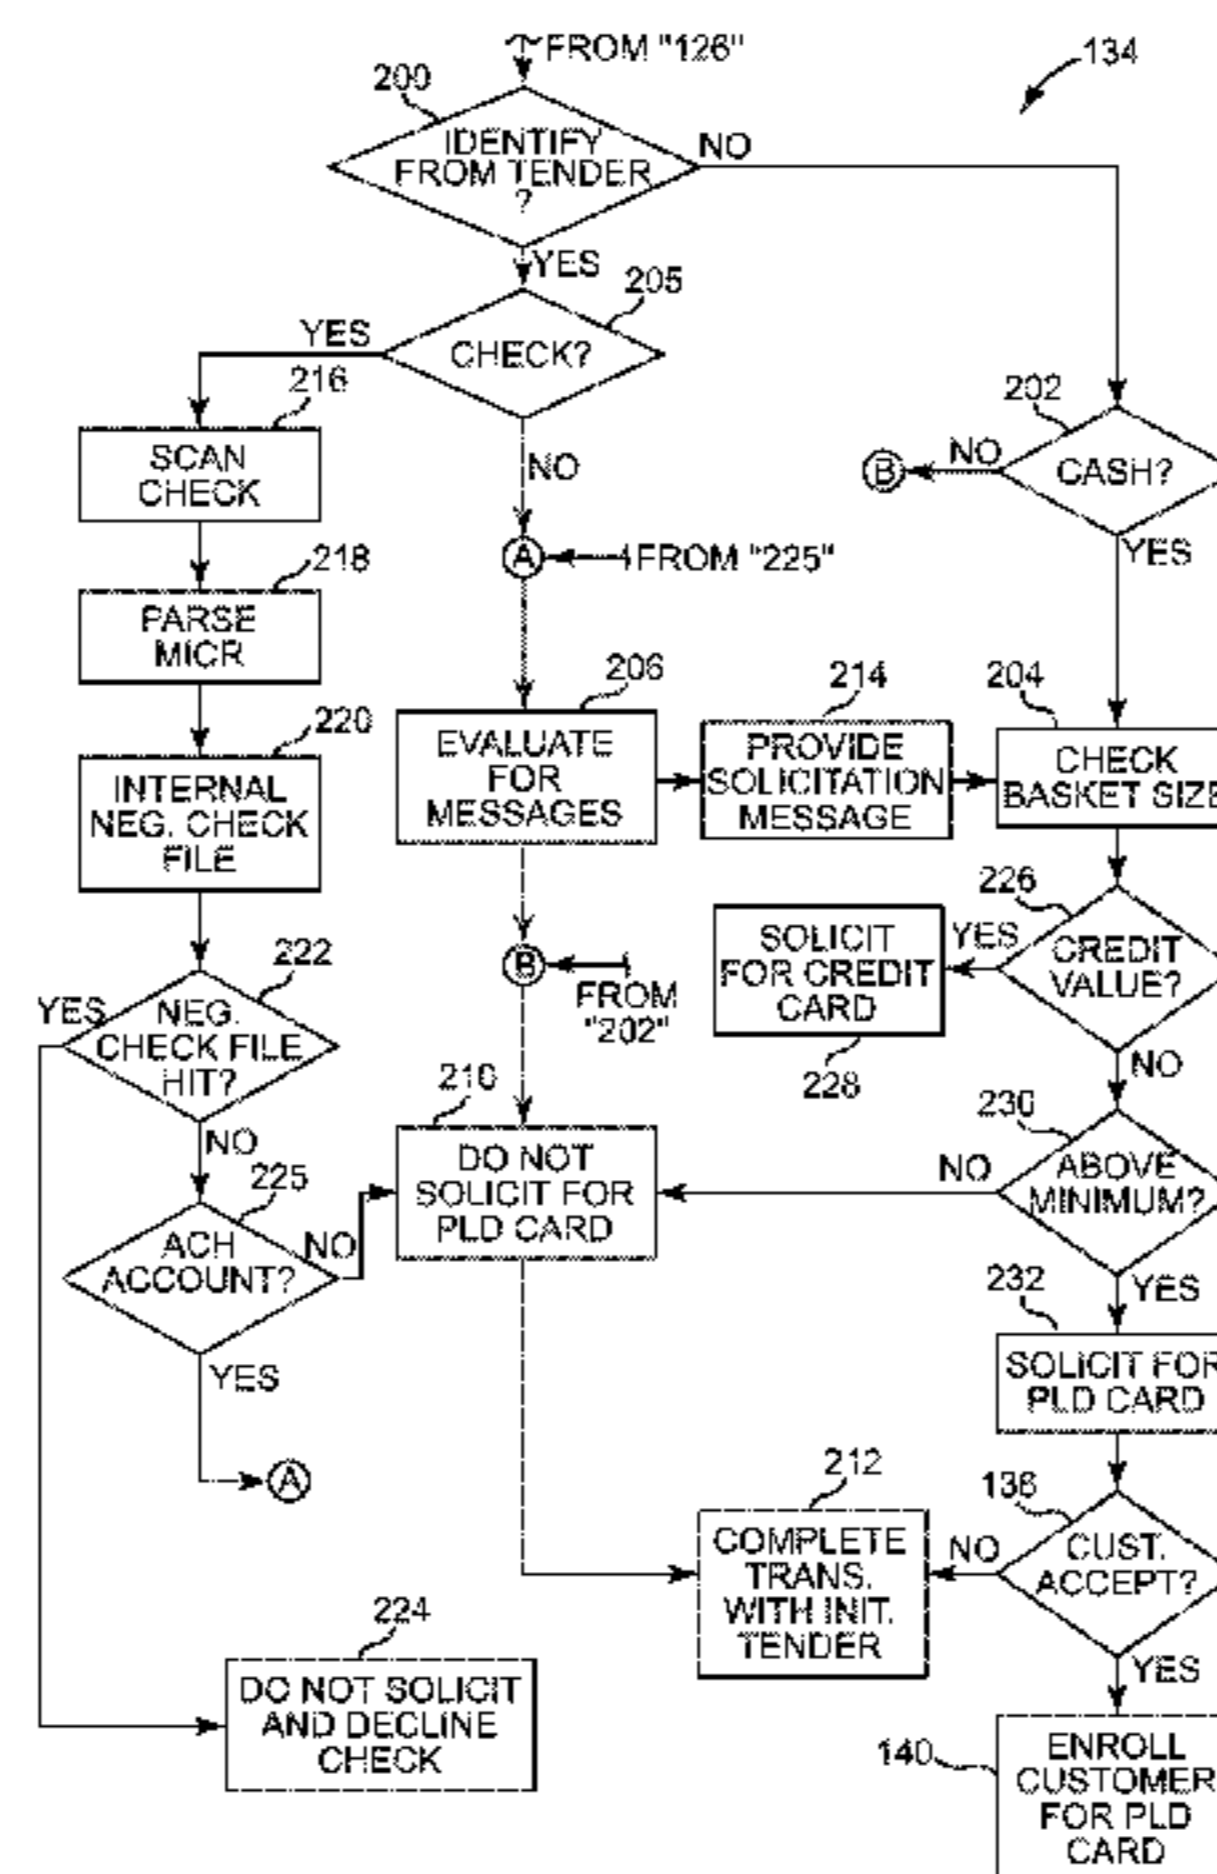 FROM "126"
134
200
IDENTIFY
FROM TENDER
?
NO
YES
205
CHECK?
YES
NO
216
SCAN
CHECK
202
CASH?
NO
B
YES
A
FROM "225"
218
PARSE
MICR
206
EVALUATE
FOR
MESSAGES
214
PROVIDE
SOLICITATION
MESSAGE
204
CHECK
BASKET SIZE
220
INTERNAL
NEG. CHECK
FILE
226
CREDIT
VALUE?
YES
NO
SOLICIT
FOR CREDIT
CARD
228
B
FROM
"202"
222
YES
NEG.
CHECK FILE
HIT?
NO
210
DO NOT
SOLICIT FOR
PLD CARD
230
NO
ABOVE
MINIMUM?
YES
225
ACH
ACCOUNT?
NO
YES
A
232
SOLICIT FOR
PLD CARD
212
COMPLETE
TRANS.
WITH INIT.
TENDER
136
NO
CUST.
ACCEPT?
YES
224
DO NOT SOLICIT
AND DECLINE
CHECK
140
ENROLL
CUSTOMER
FOR PLD
CARD